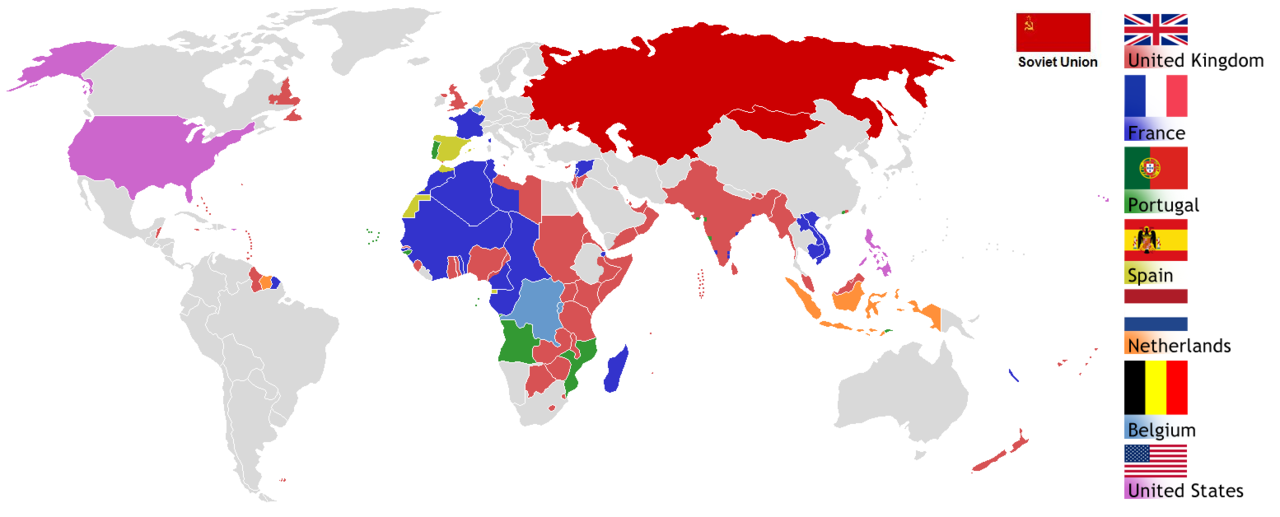 Soviet Union
United Kingdom
France
Portugal
Spain
Netherlands
Belgium
United States